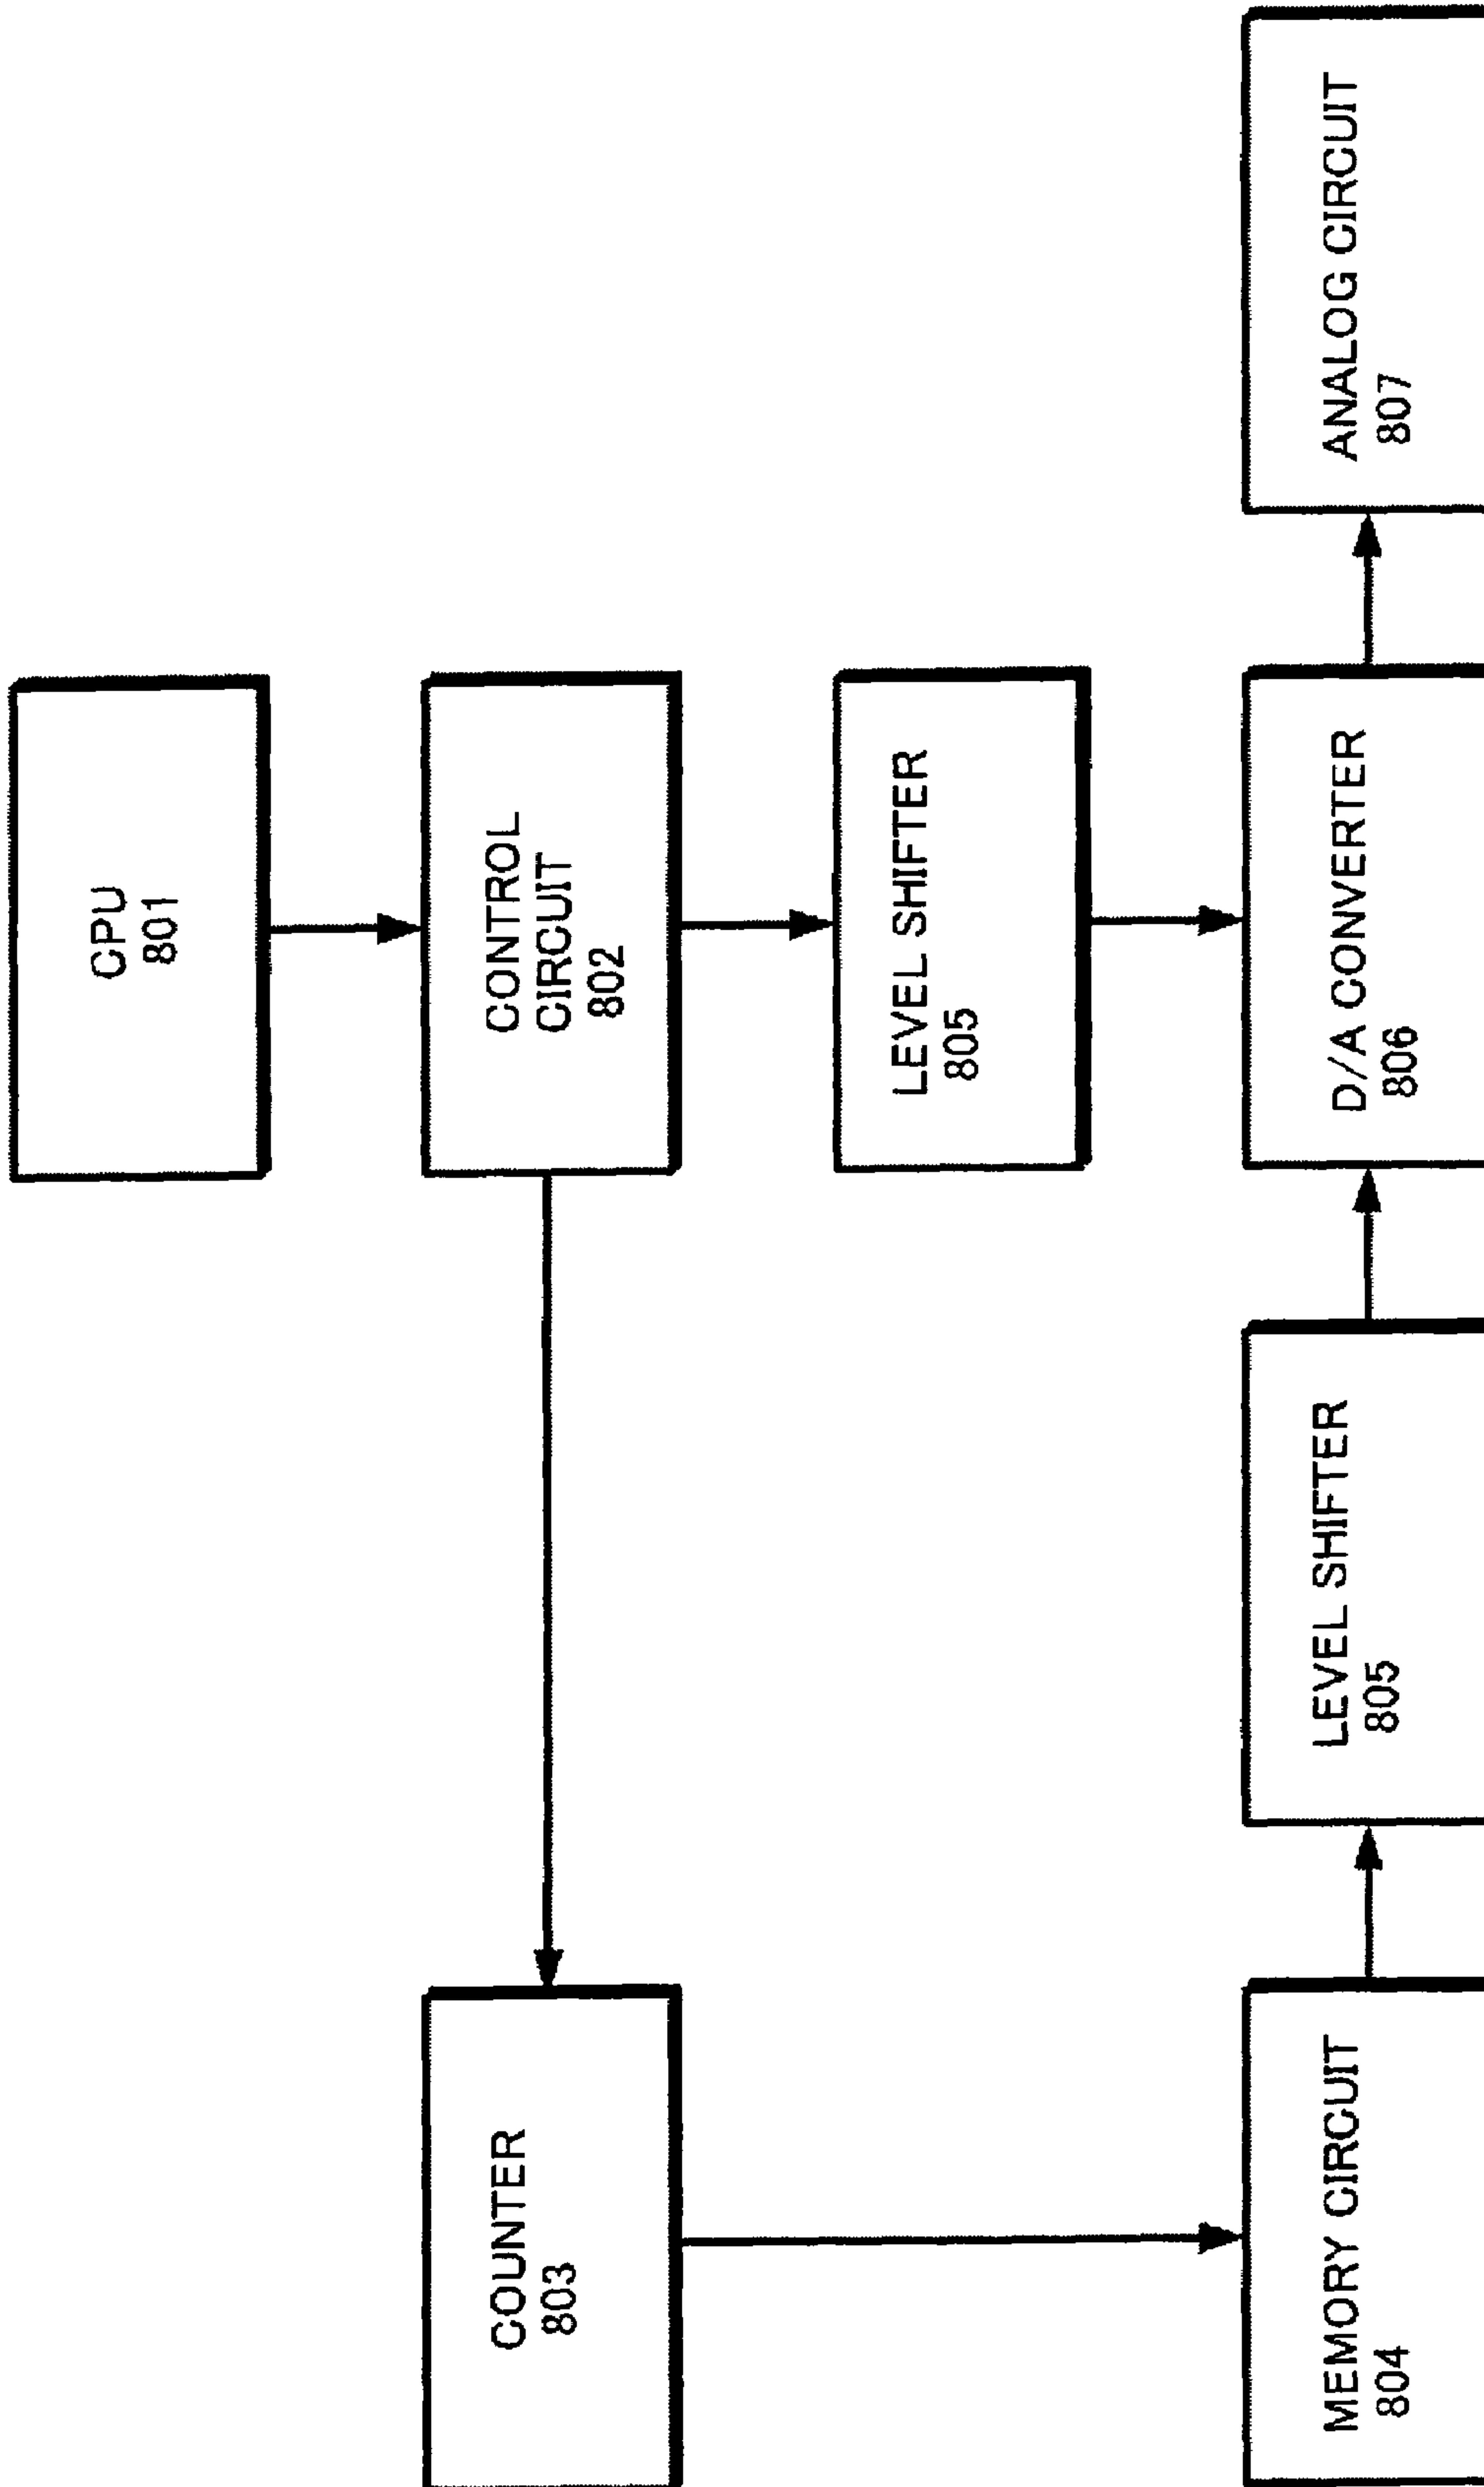 CPU
801
CONTROL
CIRCUIT
802
COUNTER
803
LEVEL SHIFTER
805
MEMORY CIRCUIT
804
LEVEL SHIFTER
805
D/A CONVERTER
806
ANALOG CIRCUIT
807